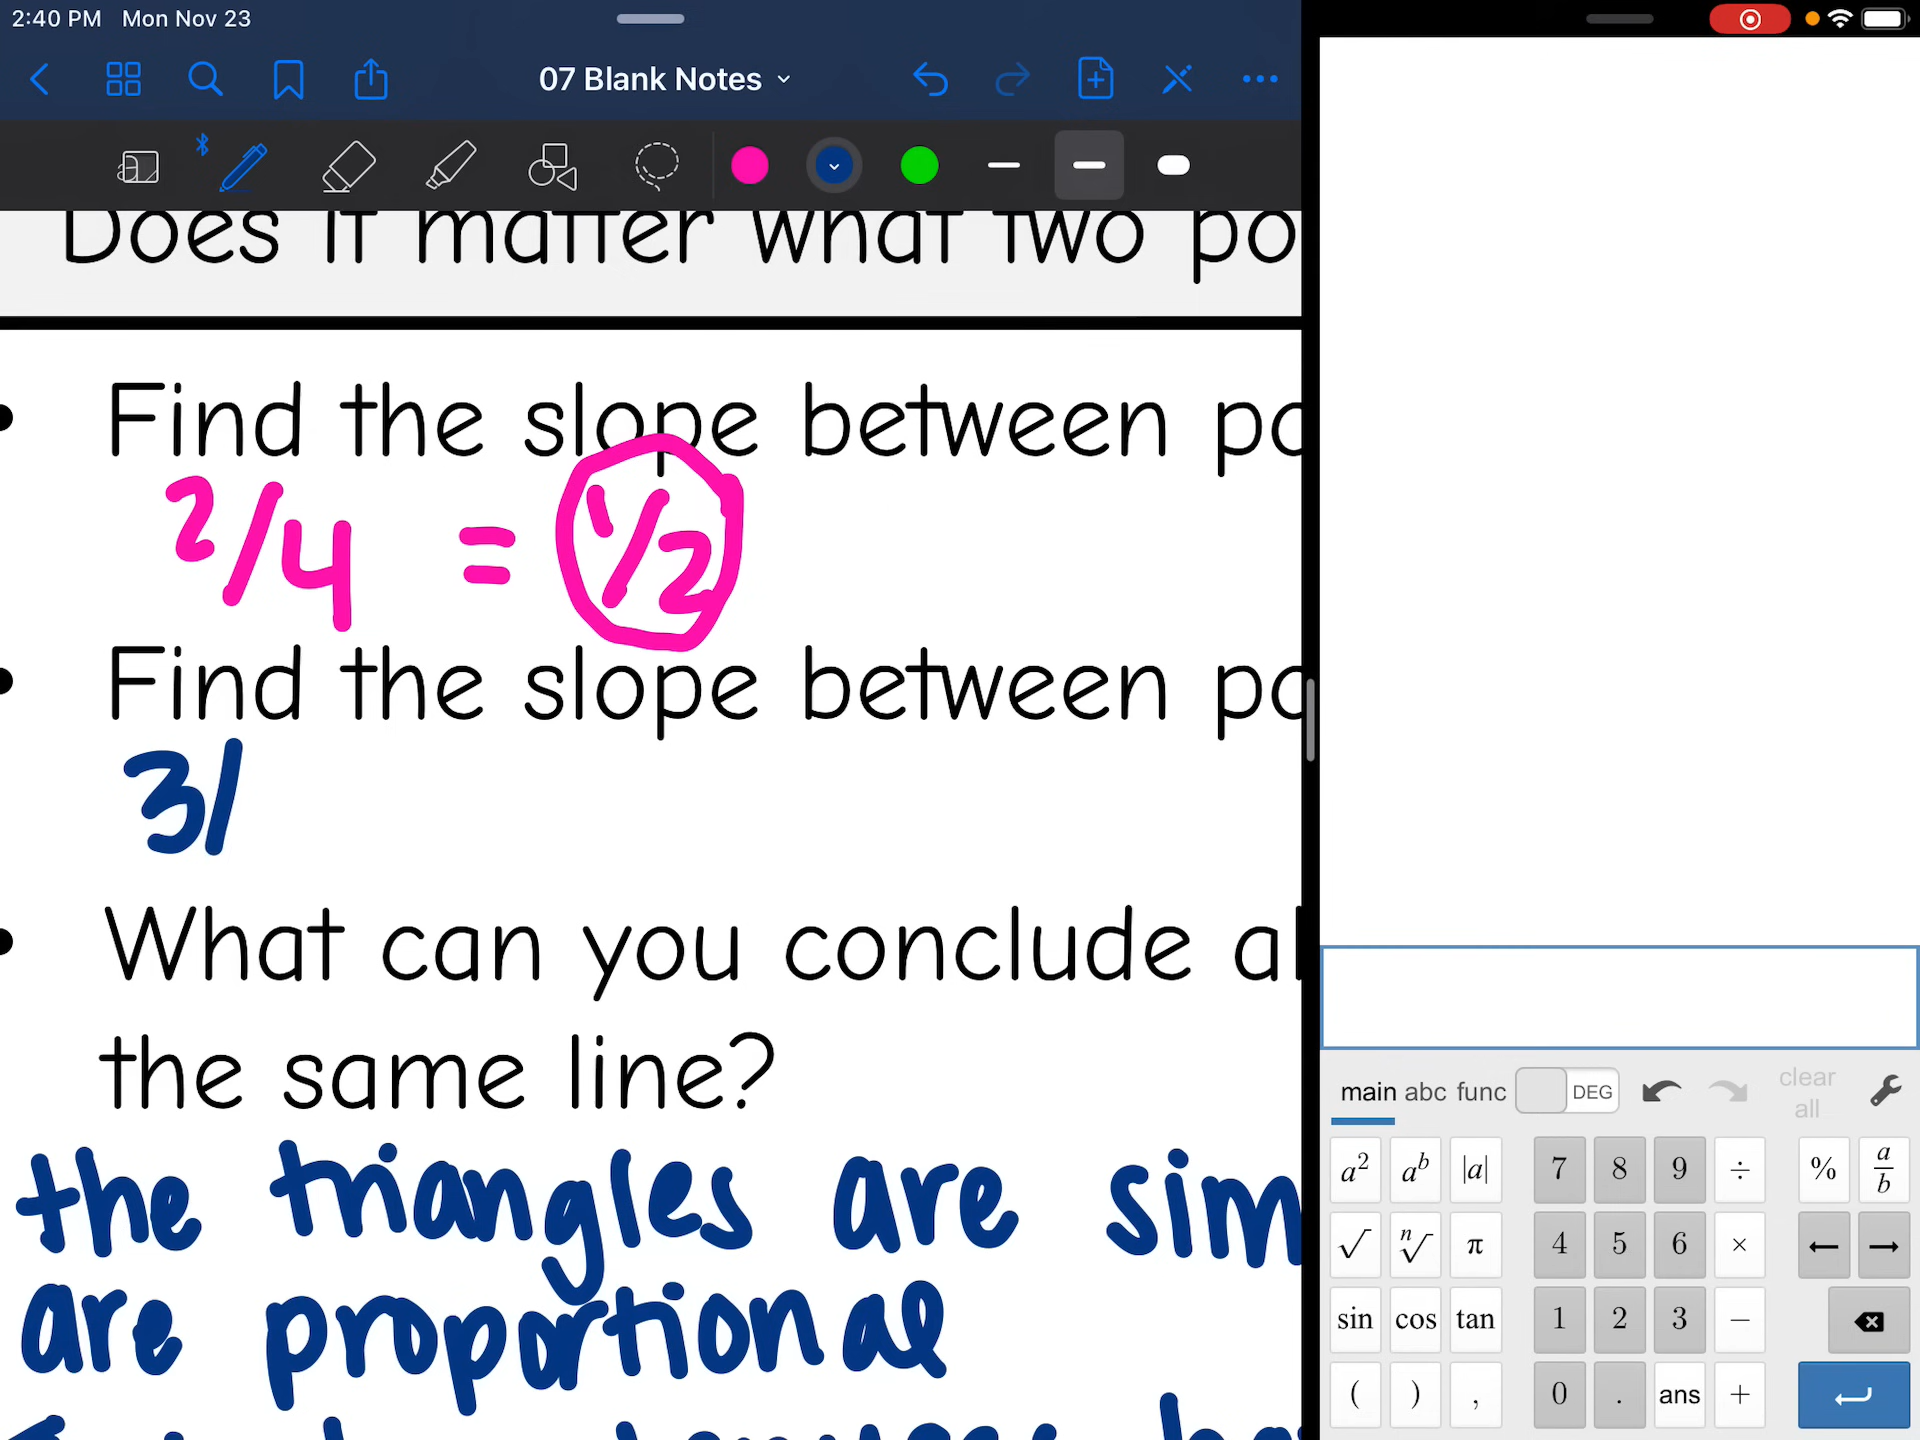 2:40 PM Mon Nov 23
07 Blank Notes
Does it matter what two po
Find the slope between po
2/4 = 1/2
Find the slope between po
3/
What can you conclude a
the same line?
the triangles are sim
are proportional
main abc func DEG clear all
a² aᵇ |a| 7 8 9 ÷ % a/b
√ ⁿ√ π 4 5 6 × ← →
sin cos tan 1 2 3 −
( ) , 0 . ans +